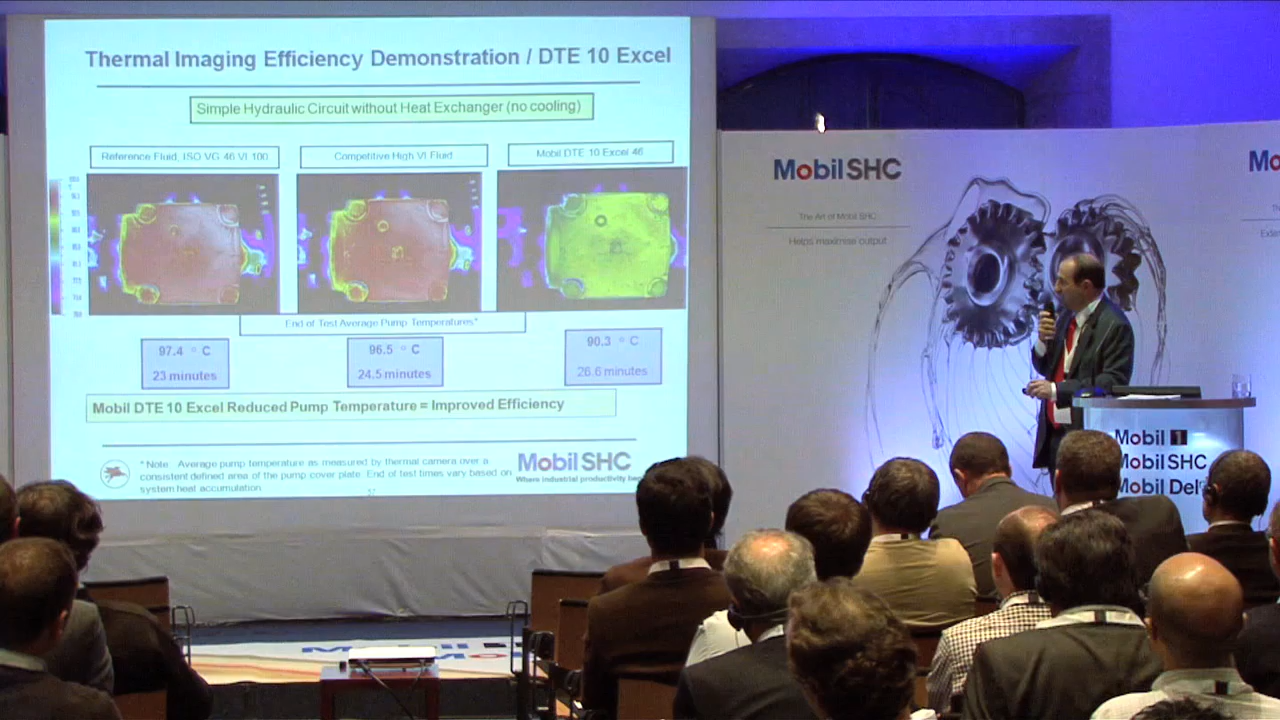 Thermal Imaging Efficiency Demonstration / DTE 10 Excel
Simple Hydraulic Circuit without Heat Exchanger (no cooling)
Reference Fluid, ISO VG 46 VI 100
Competitive High VI Fluid
Mobil DTE 10 Excel 46
End of Test Average Pump Temperatures*
97.4 ° C
23 minutes
96.5 ° C
24.5 minutes
90.3 ° C
26.6 minutes
Mobil DTE 10 Excel Reduced Pump Temperature = Improved Efficiency
* Note: Average pump temperature as measured by thermal camera over a
consistent defined area of the pump cover plate. End of test times vary based on
system heat accumulation.
Mobil SHC
Where industrial productivity
Mobil SHC
The Art of Mobil SHC
Helps maximise output
Mo
Mobil 1
Mobil SHC
Mobil Del